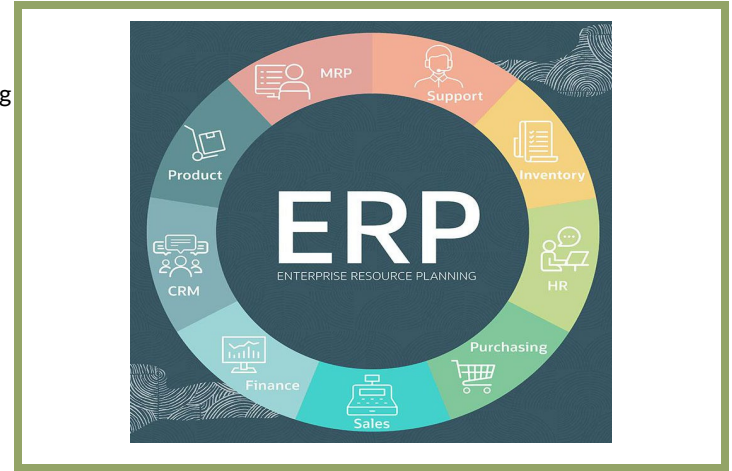 g
MRP
Support
Inventory
HR
Purchasing
Sales
Finance
CRM
Product
ERP
ENTERPRISE RESOURCE PLANNING